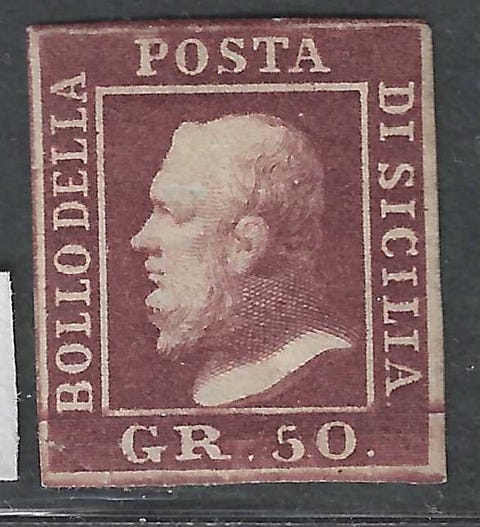 BOLLO DELLA
POSTA
DI SICILIA
GR. 50.